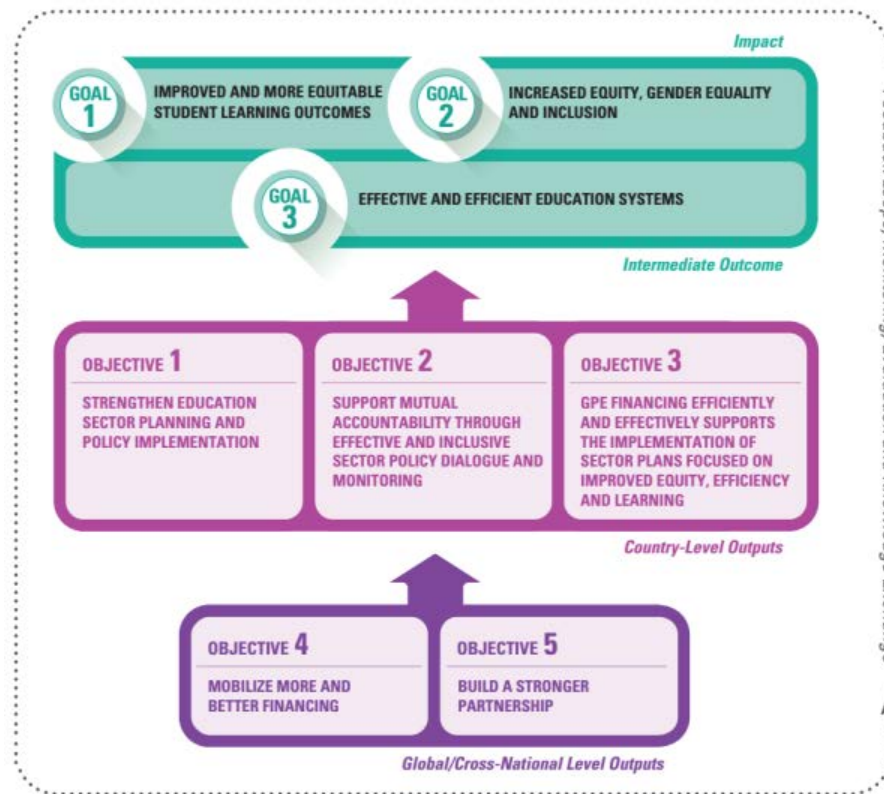 Impact
GOAL
1
IMPROVED AND MORE EQUITABLE
STUDENT LEARNING OUTCOMES
GOAL
2
INCREASED EQUITY, GENDER EQUALITY
AND INCLUSION
GOAL
3
EFFECTIVE AND EFFICIENT EDUCATION SYSTEMS
Intermediate Outcome
OBJECTIVE 1
STRENGTHEN EDUCATION
SECTOR PLANNING AND
POLICY IMPLEMENTATION
OBJECTIVE 2
SUPPORT MUTUAL
ACCOUNTABILITY THROUGH
EFFECTIVE AND INCLUSIVE
SECTOR POLICY DIALOGUE AND
MONITORING
OBJECTIVE 3
GPE FINANCING EFFICIENTLY
AND EFFECTIVELY SUPPORTS
THE IMPLEMENTATION OF
SECTOR PLANS FOCUSED ON
IMPROVED EQUITY, EFFICIENCY
AND LEARNING
Country-Level Outputs
OBJECTIVE 4
MOBILIZE MORE AND
BETTER FINANCING
OBJECTIVE 5
BUILD A STRONGER
PARTNERSHIP
Global/Cross-National Level Outputs